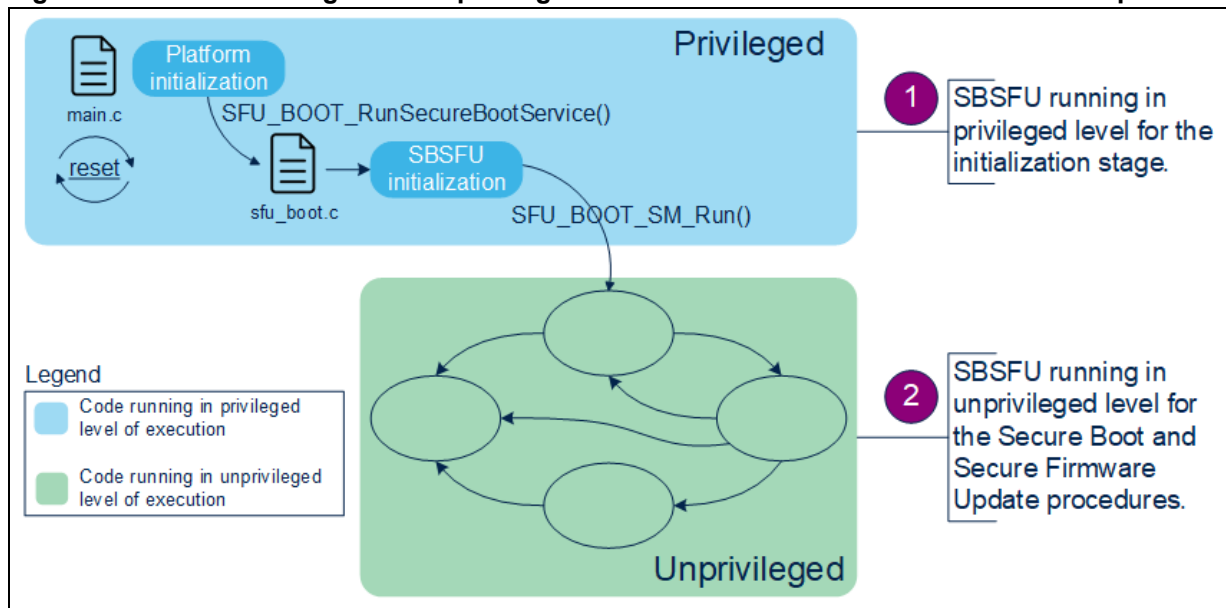 Privileged
Platform
initialization
main.c
SFU_BOOT_RunSecureBootService()
reset
SBSFU
initialization
sfu_boot.c
SFU_BOOT_SM_Run()
1
SBSFU running in
privileged level for the
initialization stage.
Legend
Code running in privileged
level of execution
Code running in unprivileged
level of execution
2
SBSFU running in
unprivileged level for
the Secure Boot and
Secure Firmware
Update procedures.
Unprivileged